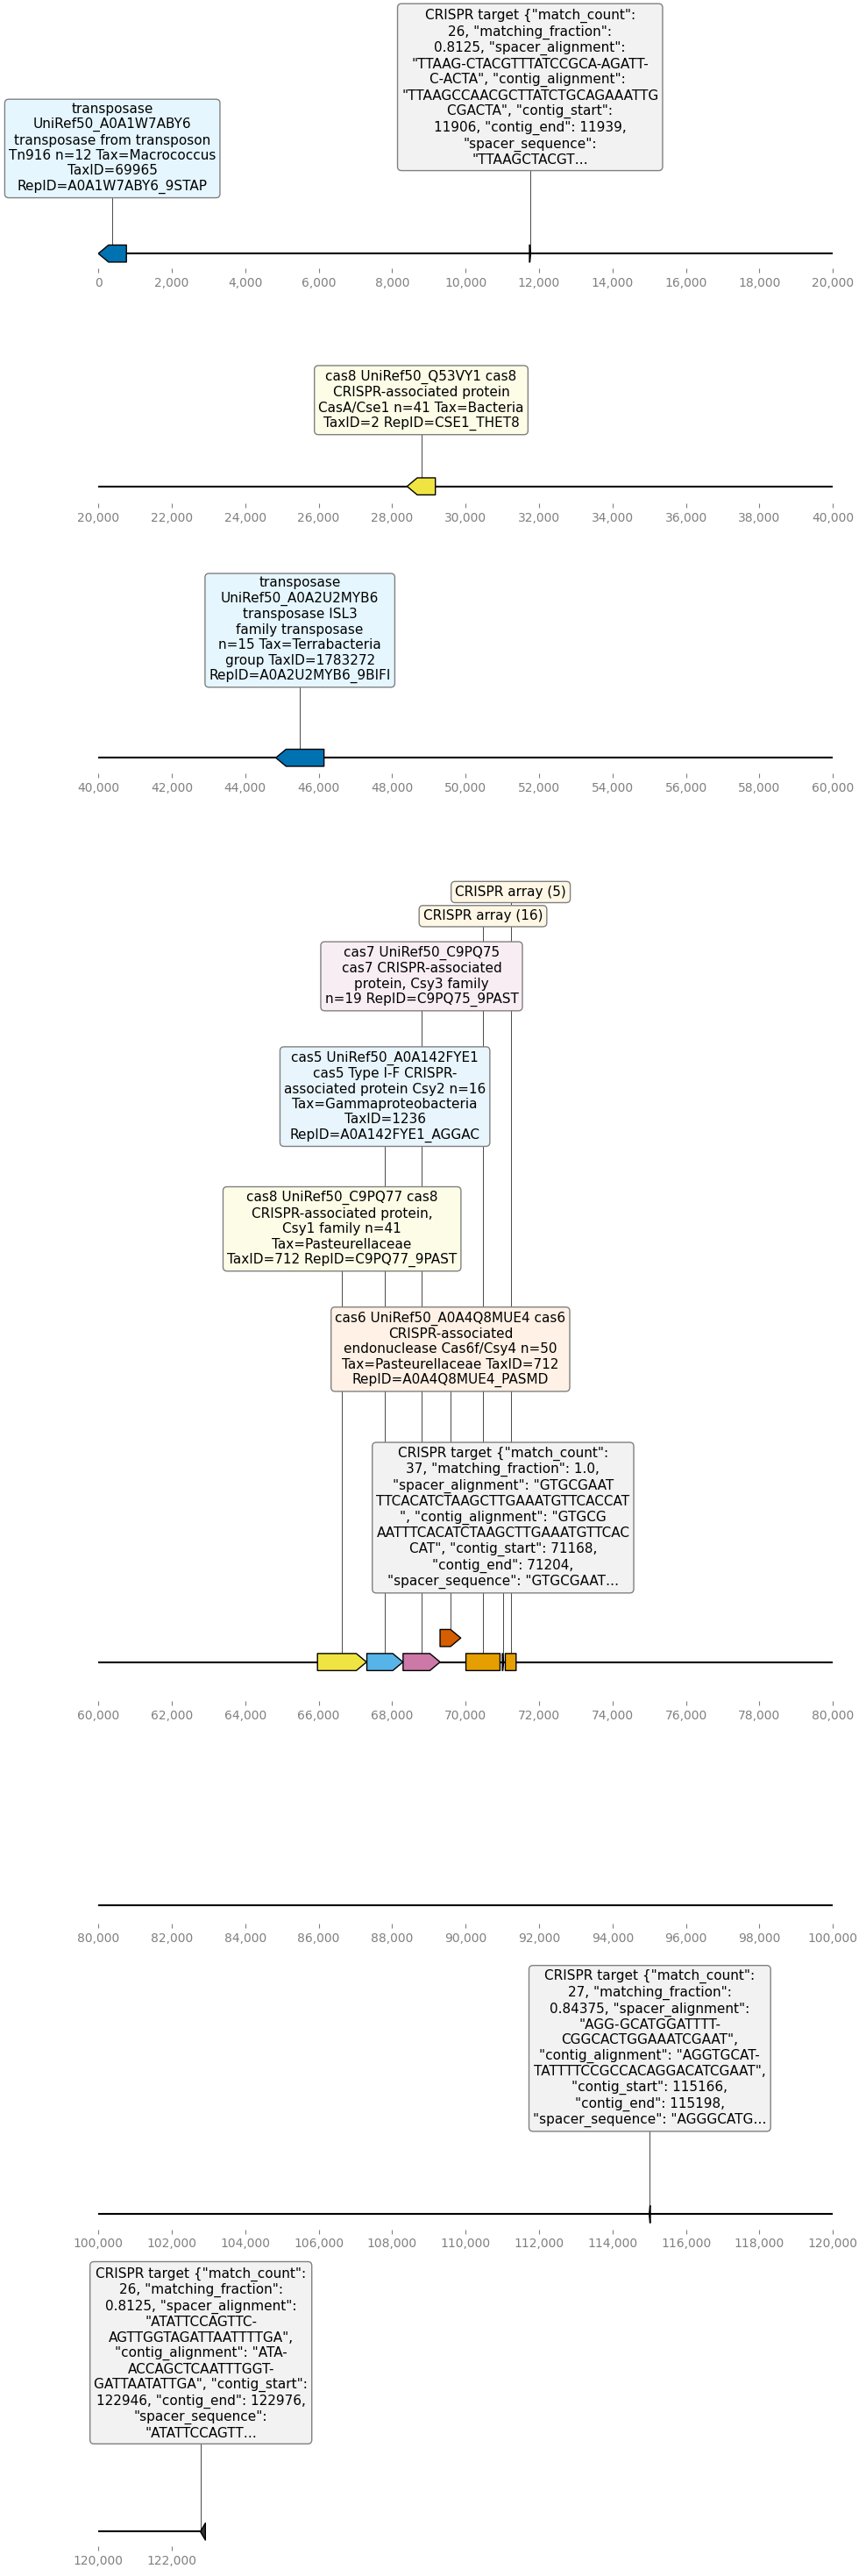 CRISPR target {"match_count":
26, "matching_fraction":
0.8125, "spacer_alignment":
"TTAAG-CTACGTTTATCCGCA-AGATT-
C-ACTA", "contig_alignment":
"TTAAGCCAACGCTTATCTGCAGAAATTG
CGACTA", "contig_start":
11906, "contig_end": 11939,
"spacer_sequence":
"TTAAGCTACGT...
transposase
UniRef50_A0A1W7ABY6
transposase from transposon
Tn916 n=12 Tax=Macrococcus
TaxID=69965
RepID=A0A1W7ABY6_9STAP
0 2,000 4,000 6,000 8,000 10,000 12,000 14,000 16,000 18,000 20,000
cas8 UniRef50_Q53VY1 cas8
CRISPR-associated protein
CasA/Cse1 n=41 Tax=Bacteria
TaxID=2 RepID=CSE1_THET8
20,000 22,000 24,000 26,000 28,000 30,000 32,000 34,000 36,000 38,000 40,000
transposase
UniRef50_A0A2U2MYB6
transposase ISL3
family transposase
n=15 Tax=Terrabacteria
group TaxID=1783272
RepID=A0A2U2MYB6_9BIFI
40,000 42,000 44,000 46,000 48,000 50,000 52,000 54,000 56,000 58,000 60,000
CRISPR array (5)
CRISPR array (16)
cas7 UniRef50_C9PQ75
cas7 CRISPR-associated
protein, Csy3 family
n=19 RepID=C9PQ75_9PAST
cas5 UniRef50_A0A142FYE1
cas5 Type I-F CRISPR-
associated protein Csy2 n=16
Tax=Gammaproteobacteria
TaxID=1236
RepID=A0A142FYE1_AGGAC
cas8 UniRef50_C9PQ77 cas8
CRISPR-associated protein,
Csy1 family n=41
Tax=Pasteurellaceae
TaxID=712 RepID=C9PQ77_9PAST
cas6 UniRef50_A0A4Q8MUE4 cas6
CRISPR-associated
endonuclease Cas6f/Csy4 n=50
Tax=Pasteurellaceae TaxID=712
RepID=A0A4Q8MUE4_PASMD
CRISPR target {"match_count":
37, "matching_fraction": 1.0,
"spacer_alignment": "GTGCGAAT
TTCACATCTAAGCTTGAAATGTTCACCAT
", "contig_alignment": "GTGCG
AATTTCACATCTAAGCTTGAAATGTTCAC
CAT", "contig_start": 71168,
"contig_end": 71204,
"spacer_sequence": "GTGCGAAT...
60,000 62,000 64,000 66,000 68,000 70,000 72,000 74,000 76,000 78,000 80,000
80,000 82,000 84,000 86,000 88,000 90,000 92,000 94,000 96,000 98,000 100,000
CRISPR target {"match_count":
27, "matching_fraction":
0.84375, "spacer_alignment":
"AGG-GCATGGATTTT-
CGGCACTGGAAATCGAAT",
"contig_alignment": "AGGTGCAT-
TATTTTCCGCCACAGGACATCGAAT",
"contig_start": 115166,
"contig_end": 115198,
"spacer_sequence": "AGGGCATG...
100,000 102,000 104,000 106,000 108,000 110,000 112,000 114,000 116,000 118,000 120,000
CRISPR target {"match_count":
26, "matching_fraction":
0.8125, "spacer_alignment":
"ATATTCCAGTTC-
AGTTGGTAGATTAATTTTGA",
"contig_alignment": "ATA-
ACCAGCTCAATTTGGT-
GATTAATATTGA", "contig_start":
122946, "contig_end": 122976,
"spacer_sequence":
"ATATTCCAGTT...
120,000 122,000